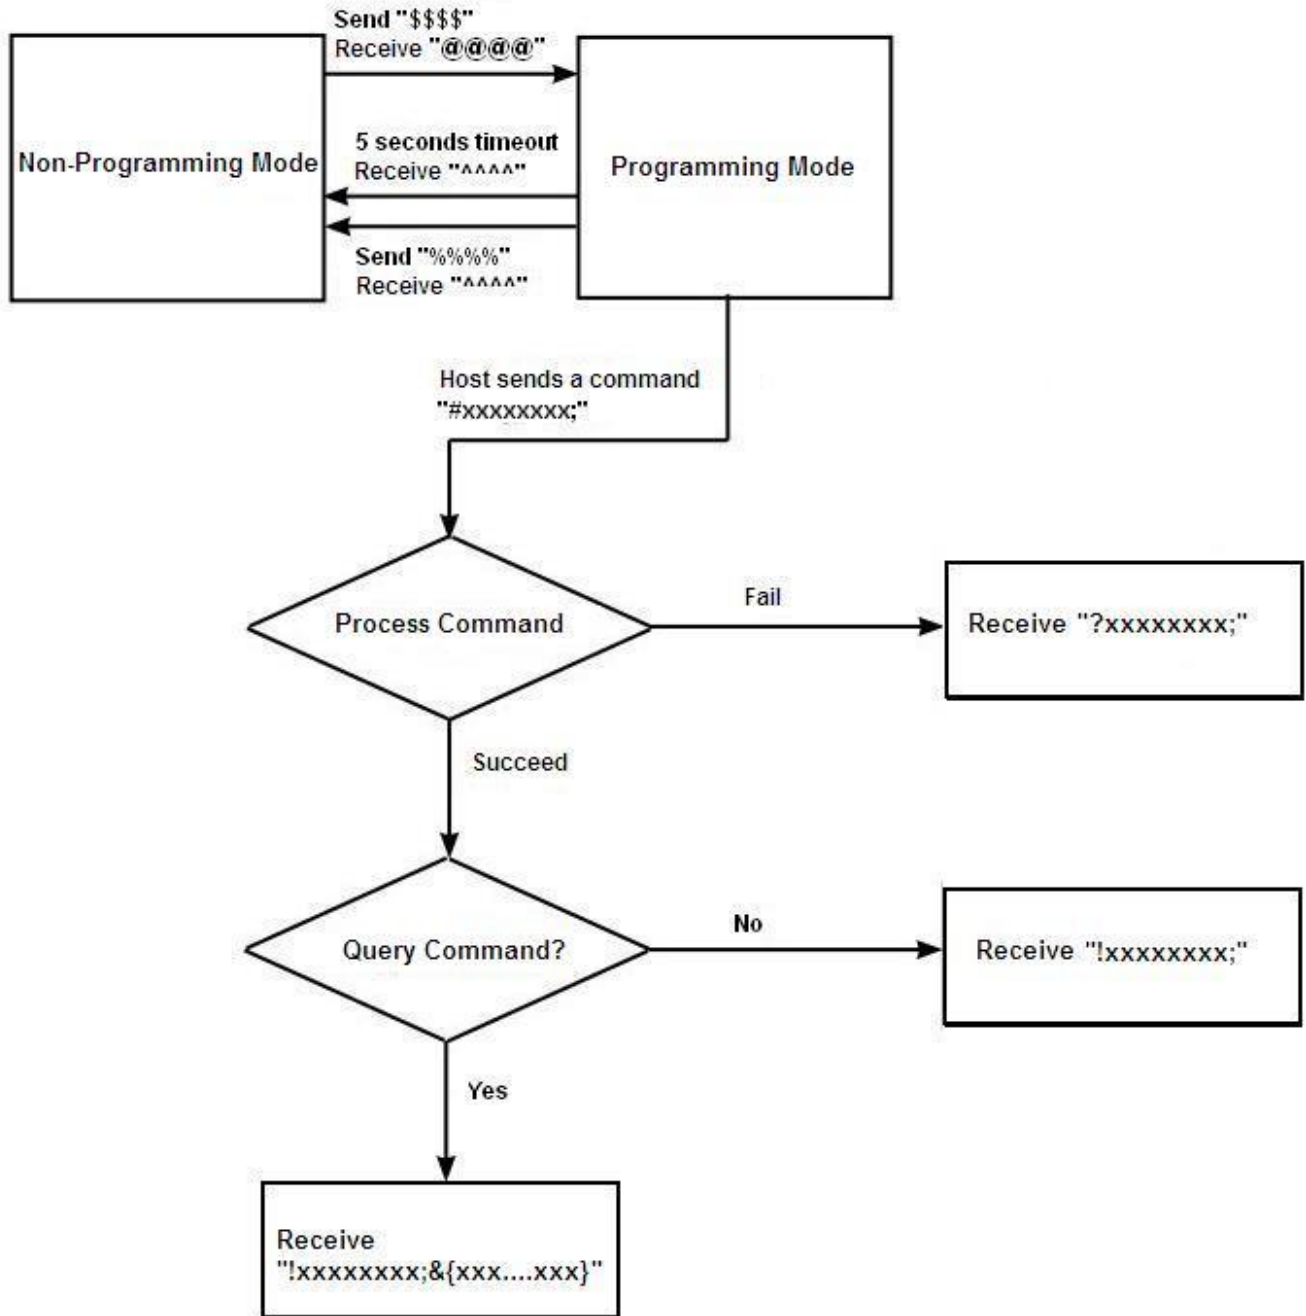 Send "$$$$"
Receive "@@@@"
Non-Programming Mode
5 seconds timeout
Receive "^^^^"
Programming Mode
Send "%%%%"
Receive "^^^^"
Host sends a command
"#xxxxxxxx;"
Process Command
Fail
Receive "?xxxxxxxx;"
Succeed
Query Command?
No
Receive "!xxxxxxxx;"
Yes
Receive
"!xxxxxxxx;&{xxx....xxx}"